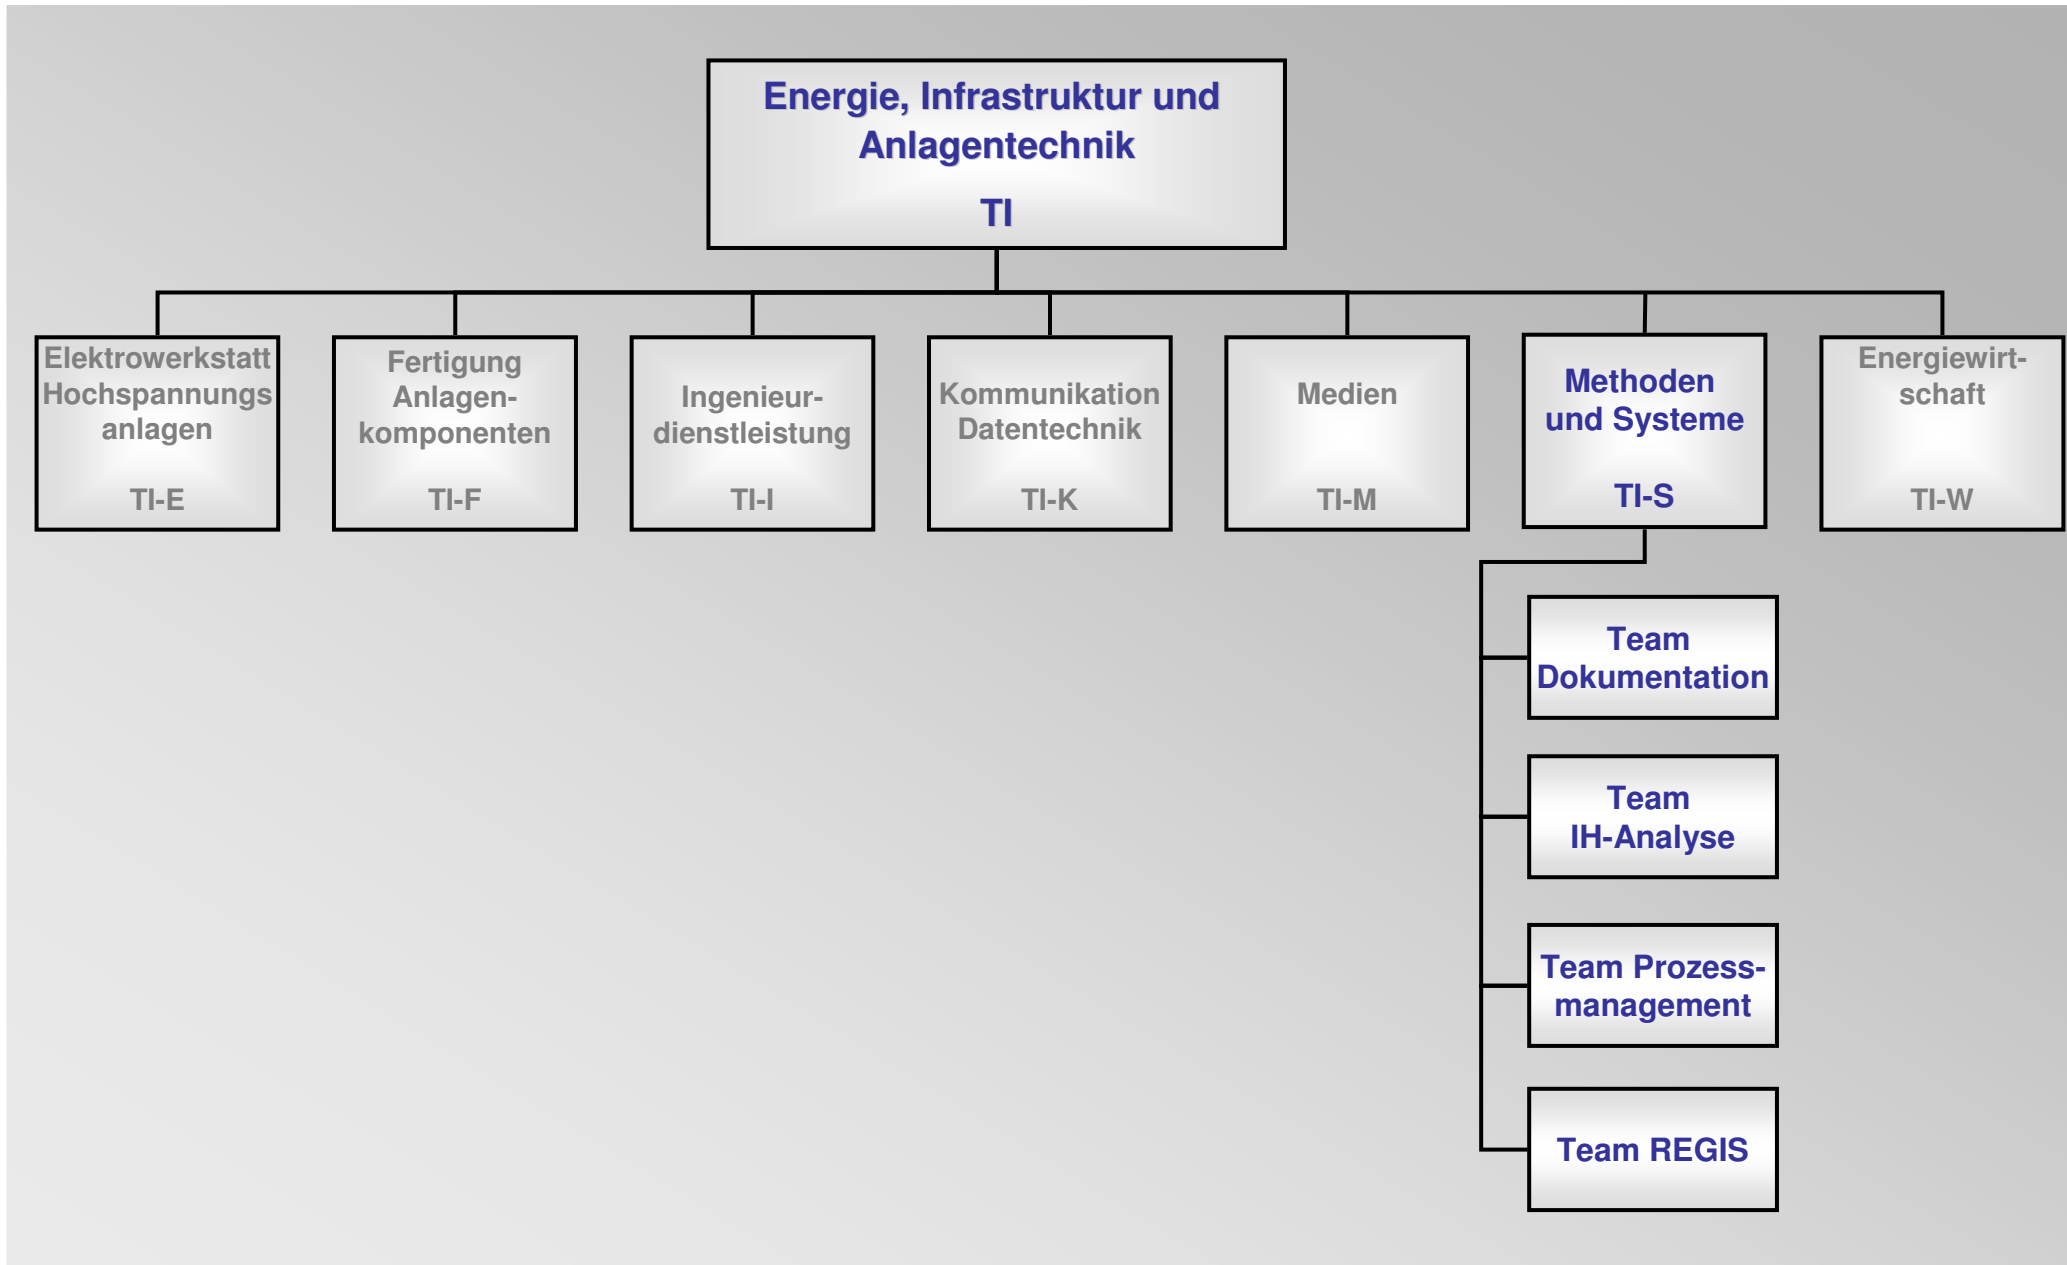 Energie, Infrastruktur und
Anlagentechnik
TI
Elektrowerkstatt
Hochspannungs
anlagen
TI-E
Fertigung
Anlagen-
komponenten
TI-F
Ingenieur-
dienstleistung
TI-I
Kommunikation
Datentechnik
TI-K
Medien
TI-M
Methoden
und Systeme
TI-S
Energiewirt-
schaft
TI-W
Team
Dokumentation
Team
IH-Analyse
Team Prozess-
management
Team REGIS